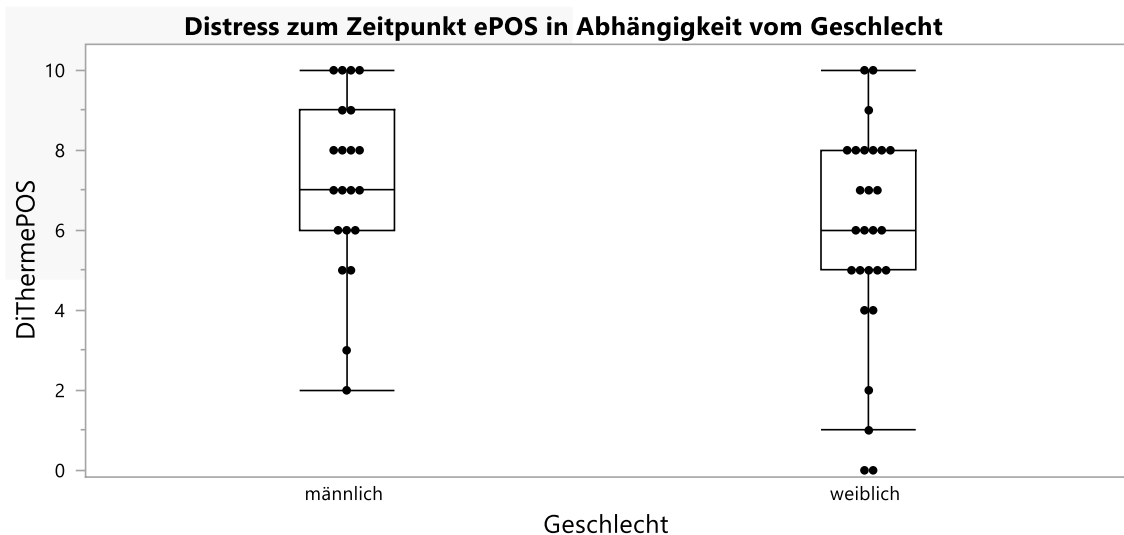 Distress zum Zeitpunkt ePOS in Abhängigkeit vom Geschlecht
DiThermePOS
10
8
6
4
2
0
männlich weiblich
Geschlecht